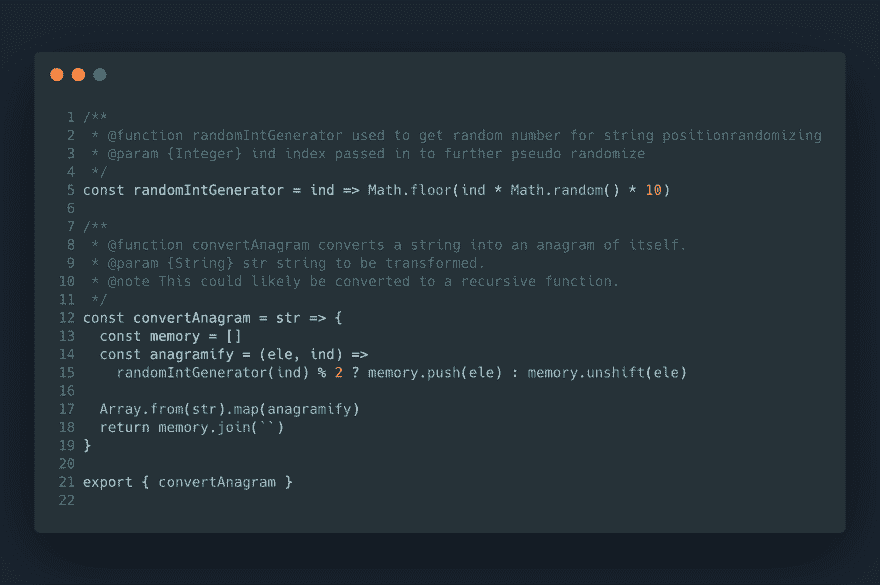 1 /**
2  * @function randomIntGenerator used to get random number for string positionrandomizing
3  * @param {Integer} ind index passed in to further pseudo randomize
4  */
5 const randomIntGenerator = ind => Math.floor(ind * Math.random() * 10)
6
7 /**
8  * @function convertAnagram converts a string into an anagram of itself.
9  * @param {String} str string to be transformed.
10  * @note This could likely be converted to a recursive function.
11  */
12 const convertAnagram = str => {
13   const memory = []
14   const anagramify = (ele, ind) =>
15     randomIntGenerator(ind) % 2 ? memory.push(ele) : memory.unshift(ele)
16
17   Array.from(str).map(anagramify)
18   return memory.join(``)
19 }
20
21 export { convertAnagram }
22